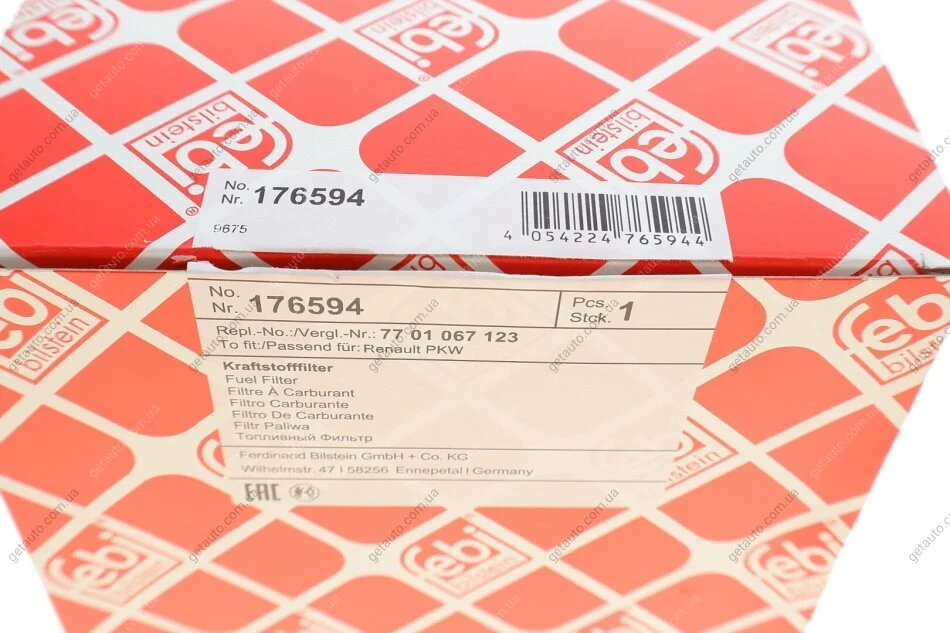 febi
bilstein
No.
Nr. 176594
9675
4 054224 765944
No.
Nr. 176594
Pcs.
Stck. 1
Repl.-No.:/Vergl.-Nr.: 77 01 067 123
To fit:/Passend für: Renault PKW
Kraftstofffilter
Fuel Filter
Filtre À Carburant
Filtro Carburante
Filtro De Carburante
Filtr Paliwa
Топливный Фильтр
Ferdinand Bilstein GmbH + Co. KG
Wilhelmstr. 47 I 58256 Ennepetal I Germany
EAC
getauto.com.ua